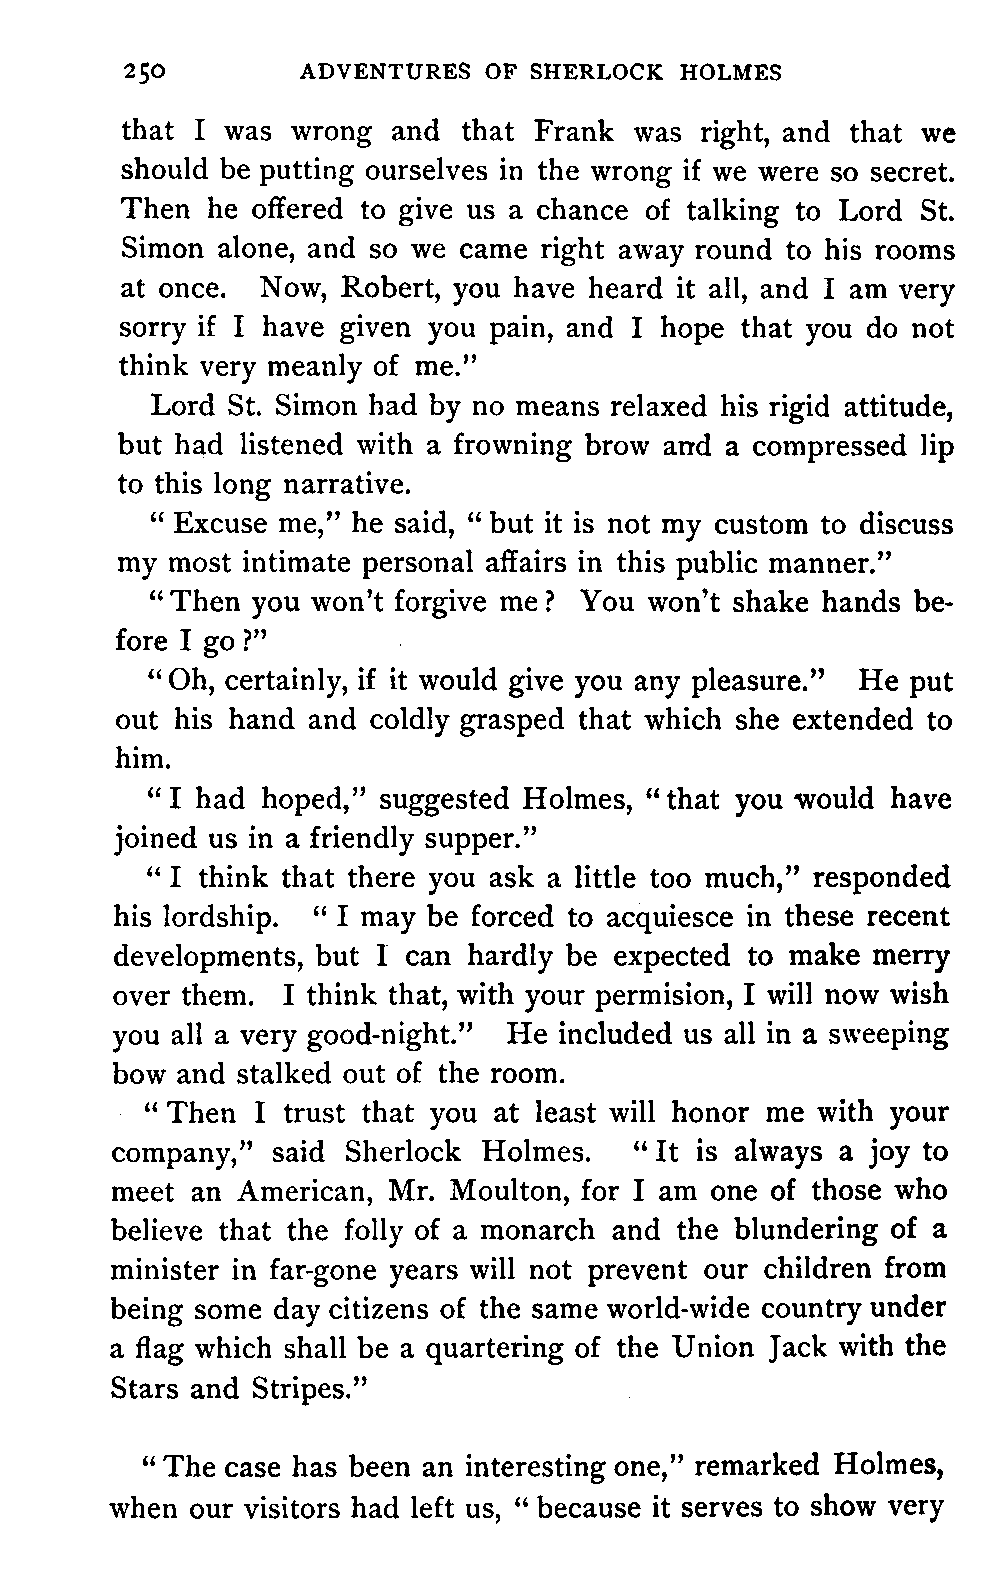 250 ADVENTURES OF SHERLOCK HOLMES
that I was wrong and that Frank was right, and that we
should be putting ourselves in the wrong if we were so secret.
Then he offered to give us a chance of talking to Lord St.
Simon alone, and so we came right away round to his rooms
at once. Now, Robert, you have heard it all, and I am very
sorry if I have given you pain, and I hope that you do not
think very meanly of me."
Lord St. Simon had by no means relaxed his rigid attitude,
but had listened with a frowning brow and a compressed lip
to this long narrative.
"Excuse me," he said, "but it is not my custom to discuss
my most intimate personal affairs in this public manner."
"Then you won't forgive me? You won't shake hands be-
fore I go?"
"Oh, certainly, if it would give you any pleasure." He put
out his hand and coldly grasped that which she extended to
him.
"I had hoped," suggested Holmes, "that you would have
joined us in a friendly supper."
"I think that there you ask a little too much," responded
his lordship. "I may be forced to acquiesce in these recent
developments, but I can hardly be expected to make merry
over them. I think that, with your permision, I will now wish
you all a very good-night." He included us all in a sweeping
bow and stalked out of the room.
"Then I trust that you at least will honor me with your
company," said Sherlock Holmes. "It is always a joy to
meet an American, Mr. Moulton, for I am one of those who
believe that the folly of a monarch and the blundering of a
minister in far-gone years will not prevent our children from
being some day citizens of the same world-wide country under
a flag which shall be a quartering of the Union Jack with the
Stars and Stripes."
"The case has been an interesting one," remarked Holmes,
when our visitors had left us, "because it serves to show very